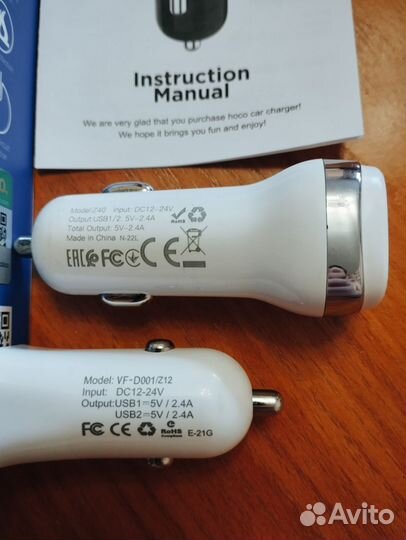 Instruction
Manual
We are very glad that you purchase hoco car charger!
We hope it brings you fun and enjoy!
Model:Z40 Input: DC12-24V
Output:USB1/2 5V-2.4A
Total Output: 5V-2.4A
Made in China N-22L
EAC FC CE
Model: VF-D001/Z12
Input: DC12-24V
Output:USB1⎓5V / 2.4A
USB2⎓5V / 2.4A
FC CE RoHS E-21G
Avito